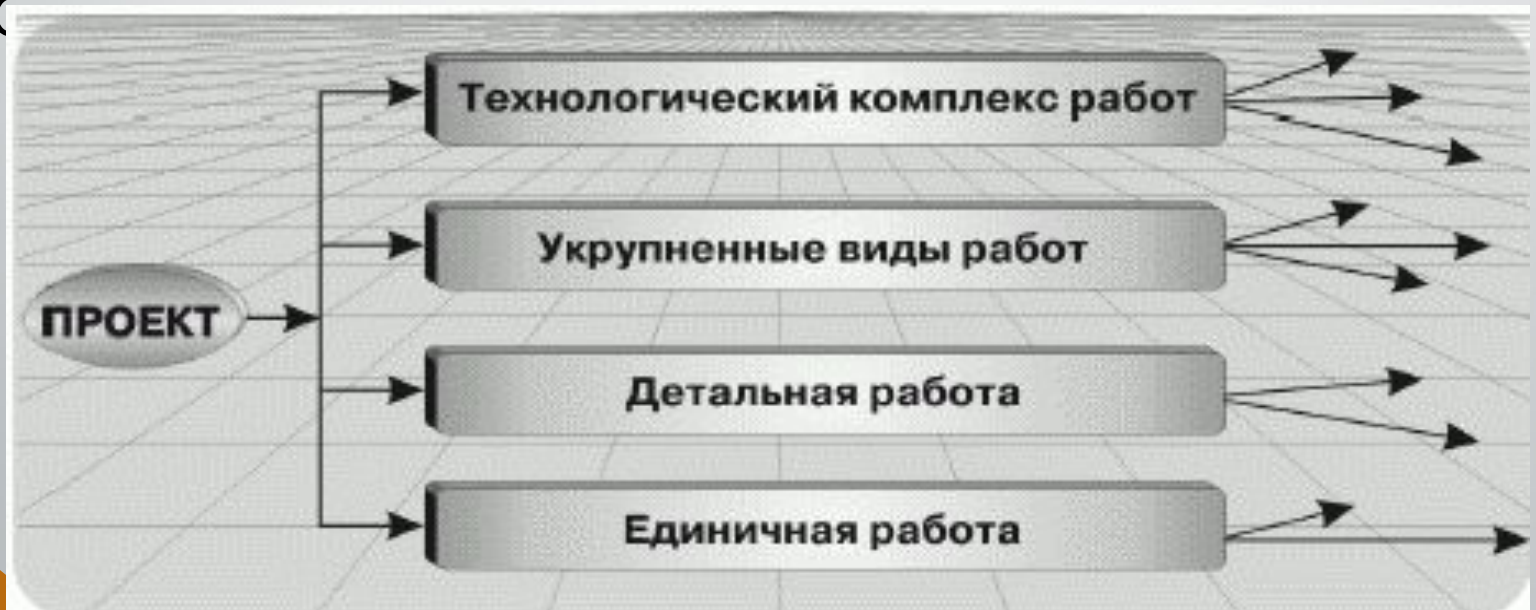 Технологический комплекс работ
Укрупненные виды работ
ПРОЕКТ
Детальная работа
Единичная работа